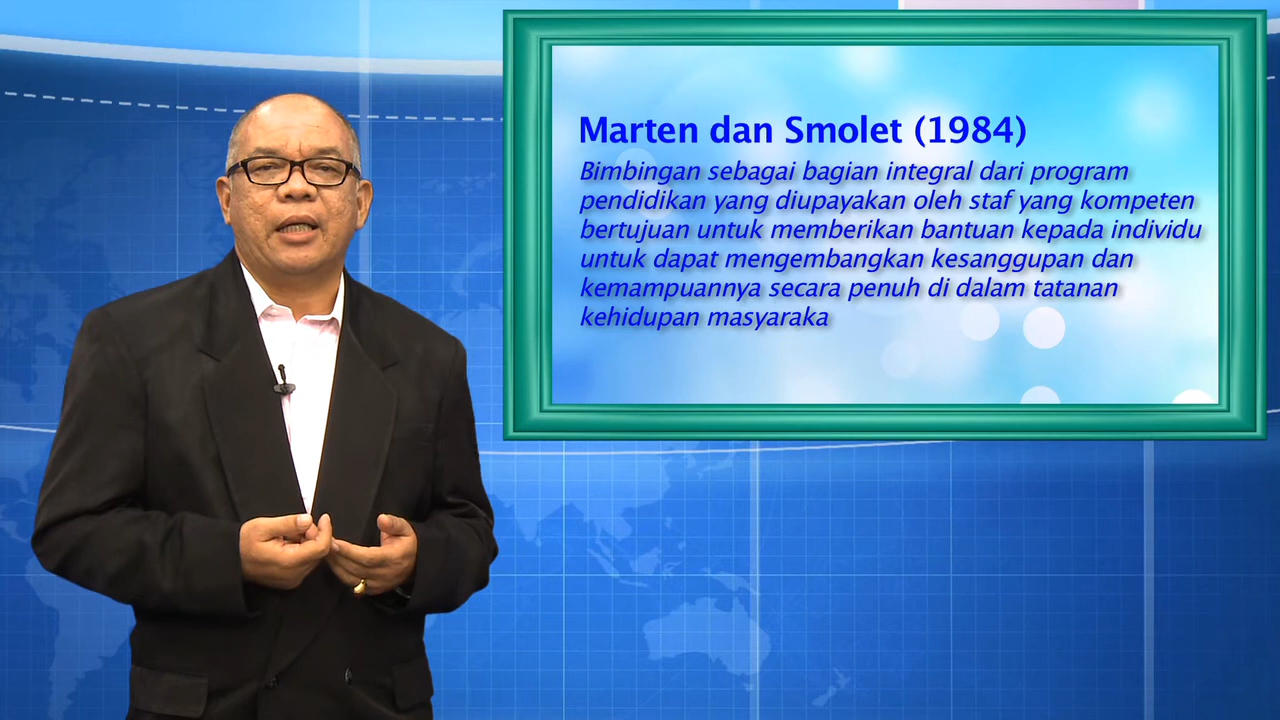 Marten dan Smolet (1984)
Bimbingan sebagai bagian integral dari program
pendidikan yang diupayakan oleh staf yang kompeten
bertujuan untuk memberikan bantuan kepada individu
untuk dapat mengembangkan kesanggupan dan
kemampuannya secara penuh di dalam tatanan
kehidupan masyaraka